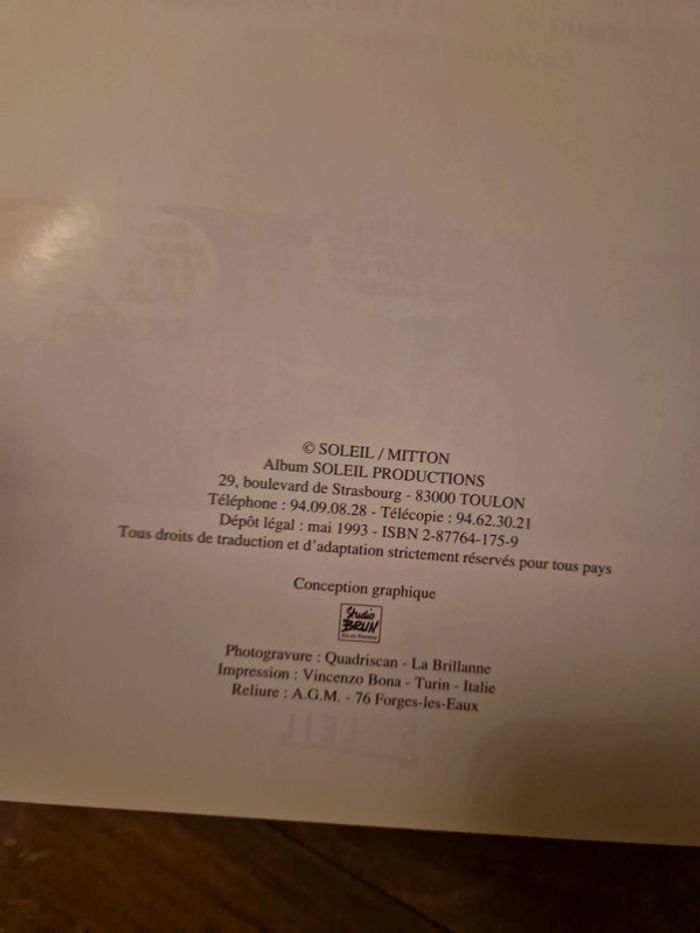 © SOLEIL / MITTON
Album SOLEIL PRODUCTIONS
29, boulevard de Strasbourg - 83000 TOULON
Téléphone : 94.09.08.28 - Télécopie : 94.62.30.21
Dépôt légal : mai 1993 - ISBN 2-87764-175-9
Tous droits de traduction et d'adaptation strictement réservés pour tous pays
Conception graphique
Studio
BRUN
Photogravure : Quadriscan - La Brillanne
Impression : Vincenzo Bona - Turin - Italie
Reliure : A.G.M. - 76 Forges-les-Eaux